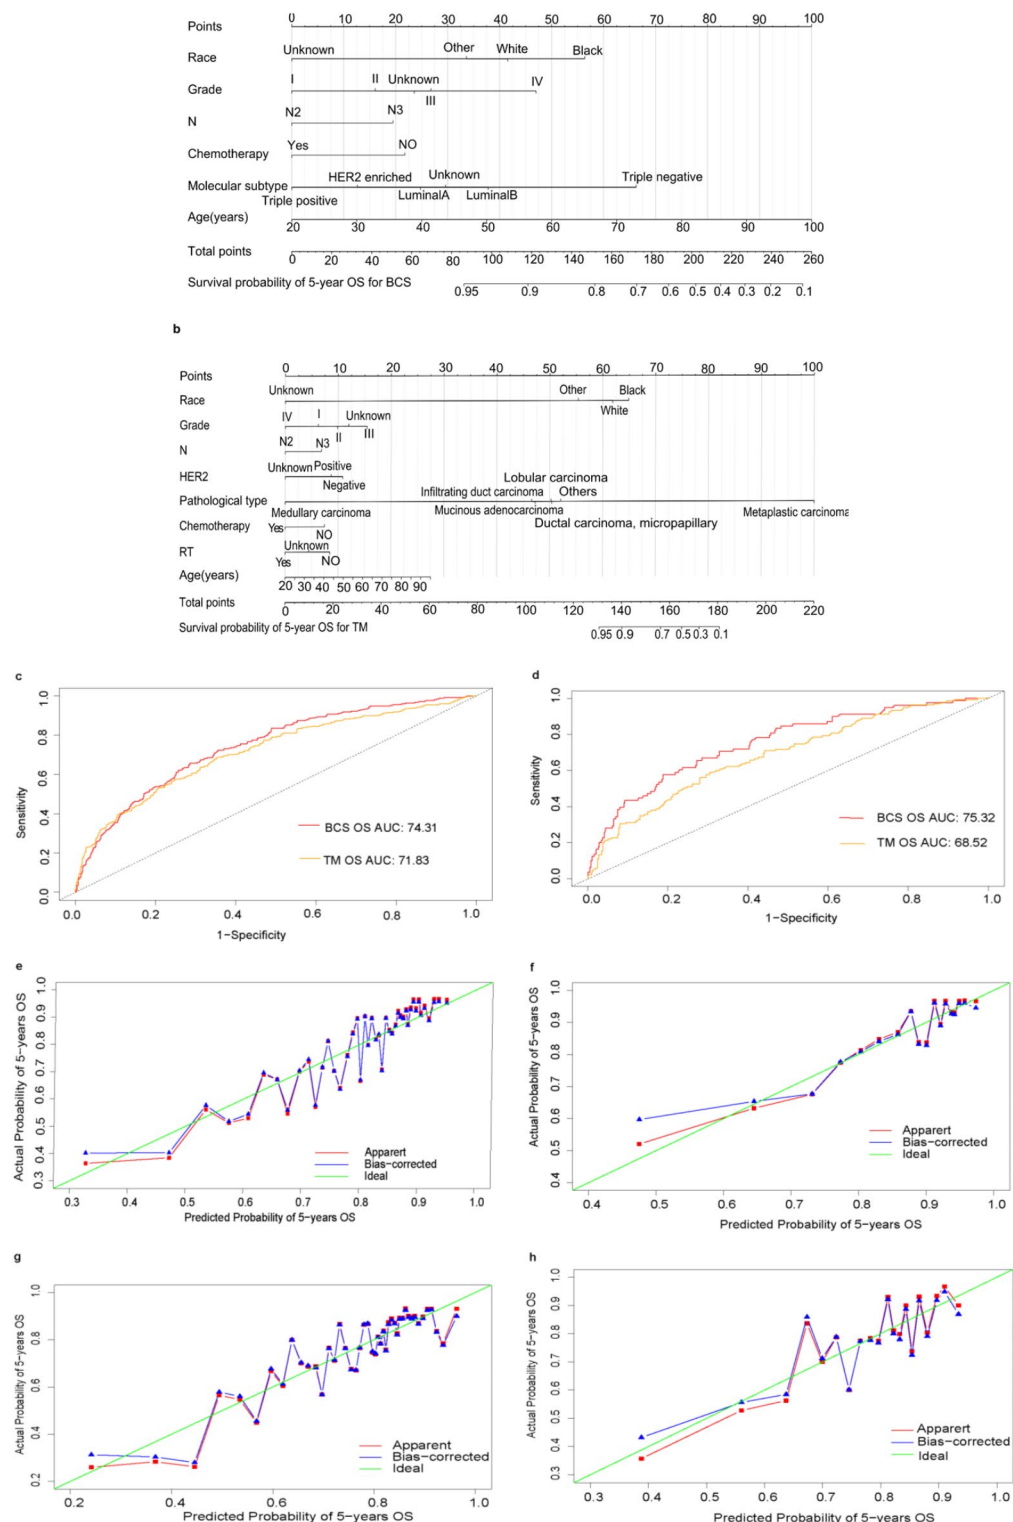 Points 0 10 20 30 40 50 60 70 80 90 100
Unknown Other White Black
Race
I II Unknown IV
Grade
III
N2 N3
N
Yes NO
Chemotherapy
HER2 enriched Unknown Triple negative
Molecular subtype
Triple positive LuminalA LuminalB
Age(years)
20 30 40 50 60 70 80 90 100
Total points
0 20 40 60 80 100 120 140 160 180 200 220 240 260
Survival probability of 5-year OS for BCS
0.95 0.9 0.8 0.7 0.6 0.5 0.4 0.3 0.2 0.1
b
Points 0 10 20 30 40 50 60 70 80 90 100
Unknown Other Black
Race
White
IV I Unknown
Grade
II III
N2 N3
N
Unknown Positive
HER2
Negative
Lobular carcinoma
Infiltrating duct carcinoma Others
Pathological type
Medullary carcinoma Mucinous adenocarcinoma Metaplastic carcinoma
Ductal carcinoma, micropapillary
Chemotherapy Yes
NO
Unknown
RT
Yes NO
Age(years)
20 30 40 50 60 70 80 90
Total points
0 20 40 60 80 100 120 140 160 180 200 220
Survival probability of 5-year OS for TM
0.95 0.9 0.7 0.5 0.3 0.1
c
Sensitivity
0.0 0.2 0.4 0.6 0.8 1.0
BCS OS AUC: 74.31
TM OS AUC: 71.83
0.0 0.2 0.4 0.6 0.8 1.0
1-Specificity
d
Sensitivity
0.0 0.2 0.4 0.6 0.8 1.0
BCS OS AUC: 75.32
TM OS AUC: 68.52
0.0 0.2 0.4 0.6 0.8 1.0
1-Specificity
e
Actual Probability of 5-years OS
0.3 0.4 0.5 0.6 0.7 0.8 0.9 1.0
Apparert
Bias-corrected
Ideal
0.3 0.4 0.5 0.6 0.7 0.8 0.9 1.0
Predicted Probability of 5-years OS
f
Actual Probability of 5-years OS
0.4 0.5 0.6 0.7 0.8 0.9 1.0
Apparert
Bias-corrected
Ideal
0.4 0.5 0.6 0.7 0.8 0.9 1.0
Predicted Probability of 5-years OS
g
Actual Probability of 5-years OS
0.2 0.4 0.6 0.8 1.0
Apparent
Bias-corrected
Ideal
0.2 0.4 0.6 0.8 1.0
Predicted Probability of 5-years OS
h
Actual Probability of 5-years OS
0.3 0.4 0.5 0.6 0.7 0.8 0.9 1.0
Apparent
Bias-corrected
Ideal
0.3 0.4 0.5 0.6 0.7 0.8 0.9 1.0
Predicted Probability of 5-years OS